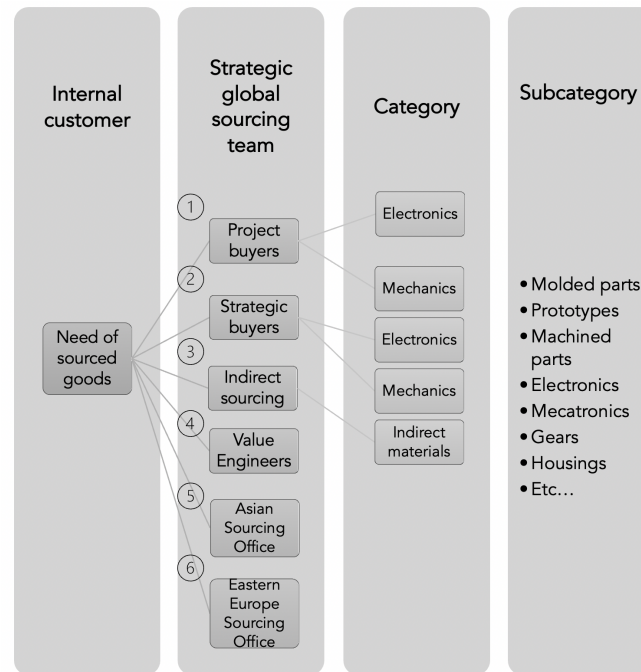 Internal
customer
Strategic
global
sourcing
team
Category
Subcategory
Need of
sourced
goods
1
Project
buyers
2
Strategic
buyers
3
Indirect
sourcing
4
Value
Engineers
5
Asian
Sourcing
Office
6
Eastern
Europe
Sourcing
Office
Electronics
Mechanics
Electronics
Mechanics
Indirect
materials
• Molded parts
• Prototypes
• Machined
parts
• Electronics
• Mecatronics
• Gears
• Housings
• Etc...